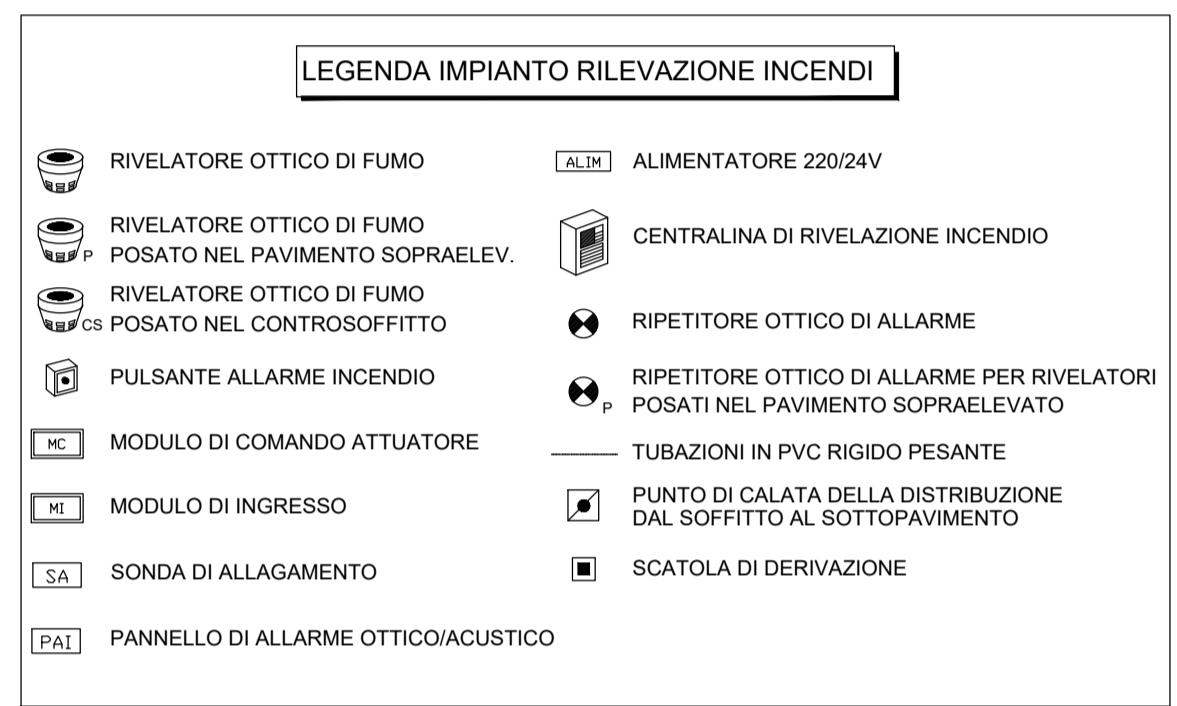 LEGENDA IMPIANTO RILEVAZIONE INCENDI
RIVELATORE OTTICO DI FUMO
RIVELATORE OTTICO DI FUMO
P POSATO NEL PAVIMENTO SOPRAELEV.
RIVELATORE OTTICO DI FUMO
CS POSATO NEL CONTROSOFFITTO
PULSANTE ALLARME INCENDIO
MC MODULO DI COMANDO ATTUATORE
MI MODULO DI INGRESSO
SA SONDA DI ALLAGAMENTO
PAI PANNELLO DI ALLARME OTTICO/ACUSTICO
ALIM ALIMENTATORE 220/24V
CENTRALINA DI RIVELAZIONE INCENDIO
RIPETITORE OTTICO DI ALLARME
RIPETITORE OTTICO DI ALLARME PER RIVELATORI
P POSATI NEL PAVIMENTO SOPRAELEVATO
TUBAZIONI IN PVC RIGIDO PESANTE
PUNTO DI CALATA DELLA DISTRIBUZIONE
DAL SOFFITTO AL SOTTOPAVIMENTO
SCATOLA DI DERIVAZIONE